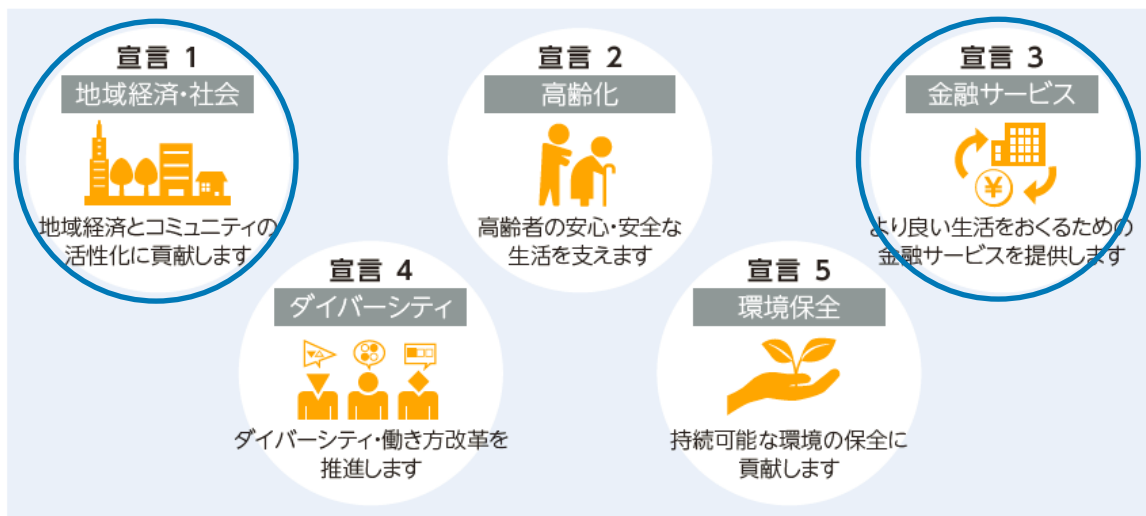 宣言 1
地域経済・社会
地域経済とコミュニティの
活性化に貢献します
宣言 2
高齢化
高齢者の安心・安全な
生活を支えます
宣言 3
金融サービス
¥
より良い生活をおくるための
金融サービスを提供します
宣言 4
ダイバーシティ
ダイバーシティ・働き方改革を
推進します
宣言 5
環境保全
持続可能な環境の保全に
貢献します